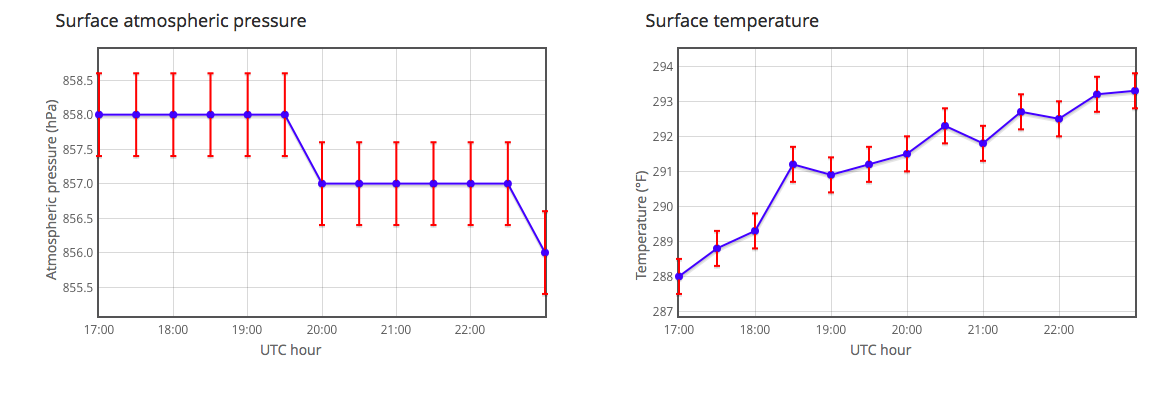 Surface atmospheric pressure
Atmospheric pressure (hPa)
858.5
858.0
857.5
857.0
856.5
856.0
855.5
17:00 18:00 19:00 20:00 21:00 22:00
UTC hour
Surface temperature
Temperature (°F)
294
293
292
291
290
289
288
287
17:00 18:00 19:00 20:00 21:00 22:00
UTC hour